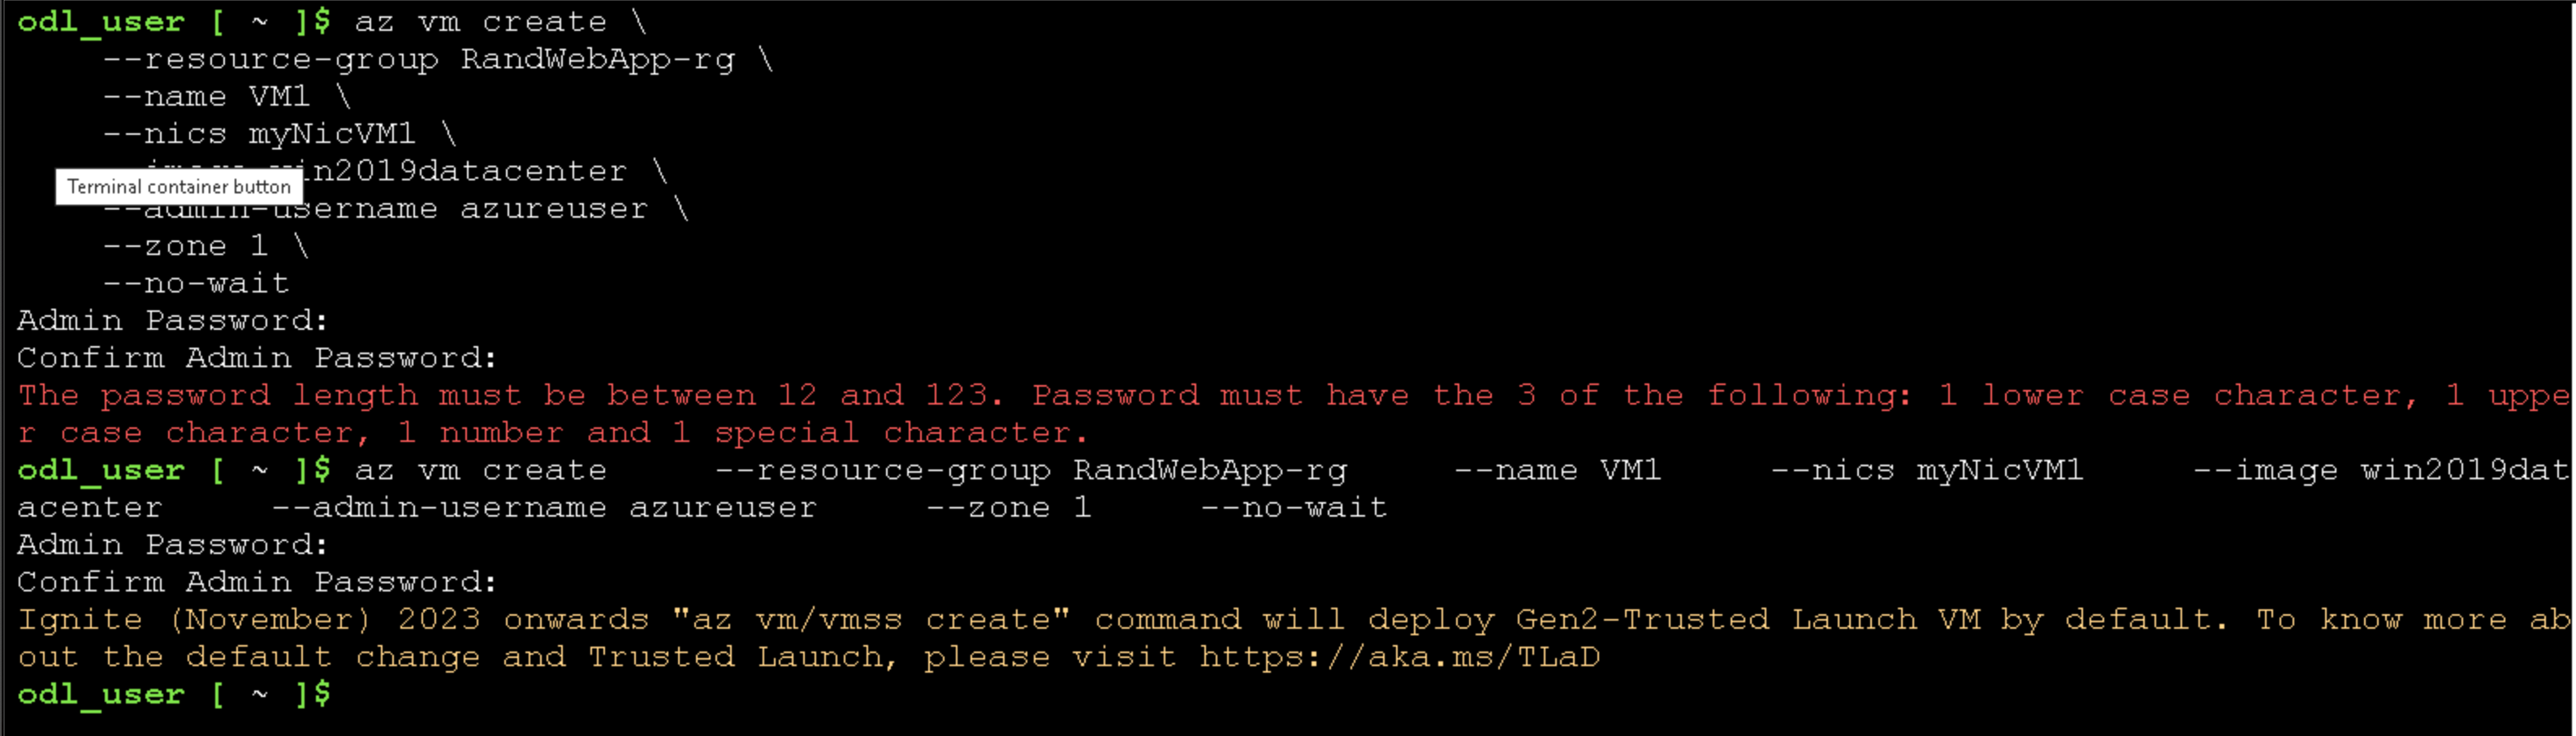 odl_user [ ~ ]$ az vm create \
--resource-group RandWebApp-rg \
--name VM1 \
--nics myNicVM1 \
in2019datacenter \
Terminal container button
--admin-username azureuser \
--zone 1 \
--no-wait
Admin Password:
Confirm Admin Password:
The password length must be between 12 and 123. Password must have the 3 of the following: 1 lower case character, 1 uppe
r case character, 1 number and 1 special character.
odl_user [ ~ ]$ az vm create     --resource-group RandWebApp-rg     --name VM1     --nics myNicVM1     --image win2019dat
acenter     --admin-username azureuser     --zone 1     --no-wait
Admin Password:
Confirm Admin Password:
Ignite (November) 2023 onwards "az vm/vmss create" command will deploy Gen2-Trusted Launch VM by default. To know more ab
out the default change and Trusted Launch, please visit https://aka.ms/TLaD
odl_user [ ~ ]$